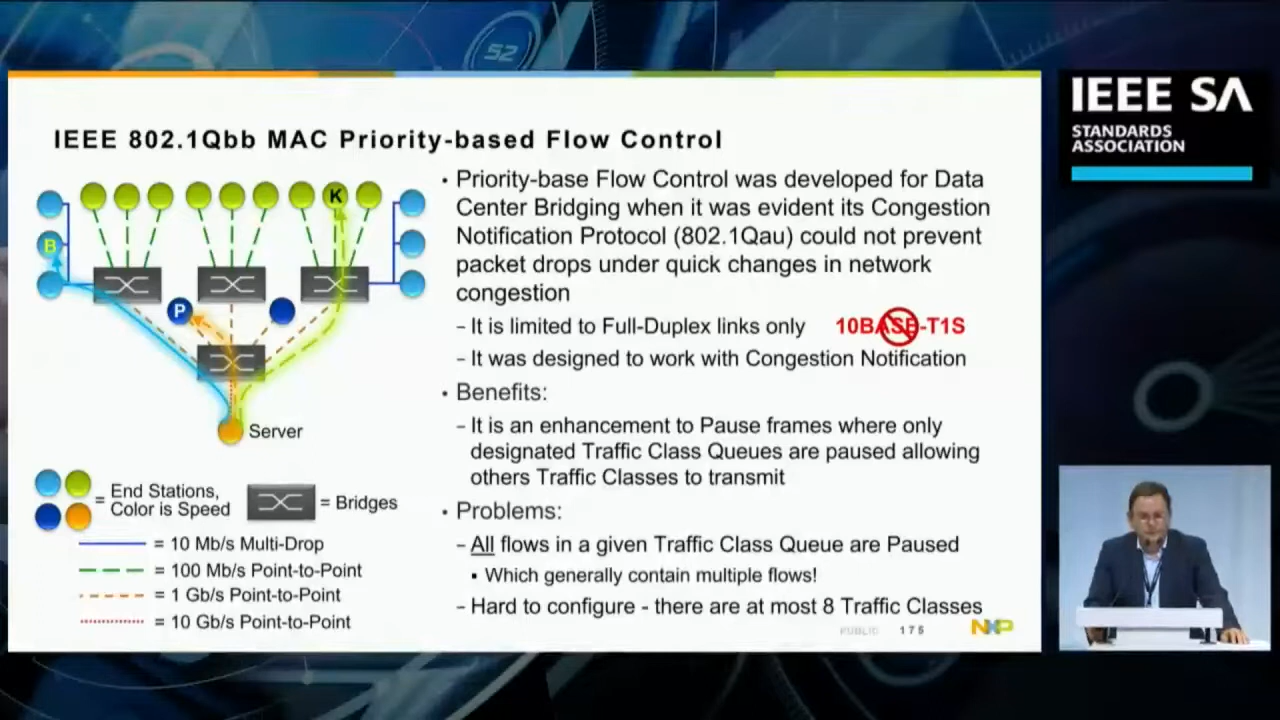 52
IEEE SA
STANDARDS
ASSOCIATION
IEEE 802.1Qbb MAC Priority-based Flow Control
K
B
P
Server
= End Stations,
Color is Speed
= Bridges
= 10 Mb/s Multi-Drop
= 100 Mb/s Point-to-Point
= 1 Gb/s Point-to-Point
= 10 Gb/s Point-to-Point
• Priority-base Flow Control was developed for Data
Center Bridging when it was evident its Congestion
Notification Protocol (802.1Qau) could not prevent
packet drops under quick changes in network
congestion
– It is limited to Full-Duplex links only 10BASE-T1S
– It was designed to work with Congestion Notification
• Benefits:
– It is an enhancement to Pause frames where only
designated Traffic Class Queues are paused allowing
others Traffic Classes to transmit
• Problems:
– All flows in a given Traffic Class Queue are Paused
▪ Which generally contain multiple flows!
– Hard to configure - there are at most 8 Traffic Classes
PUBLIC 175 NXP